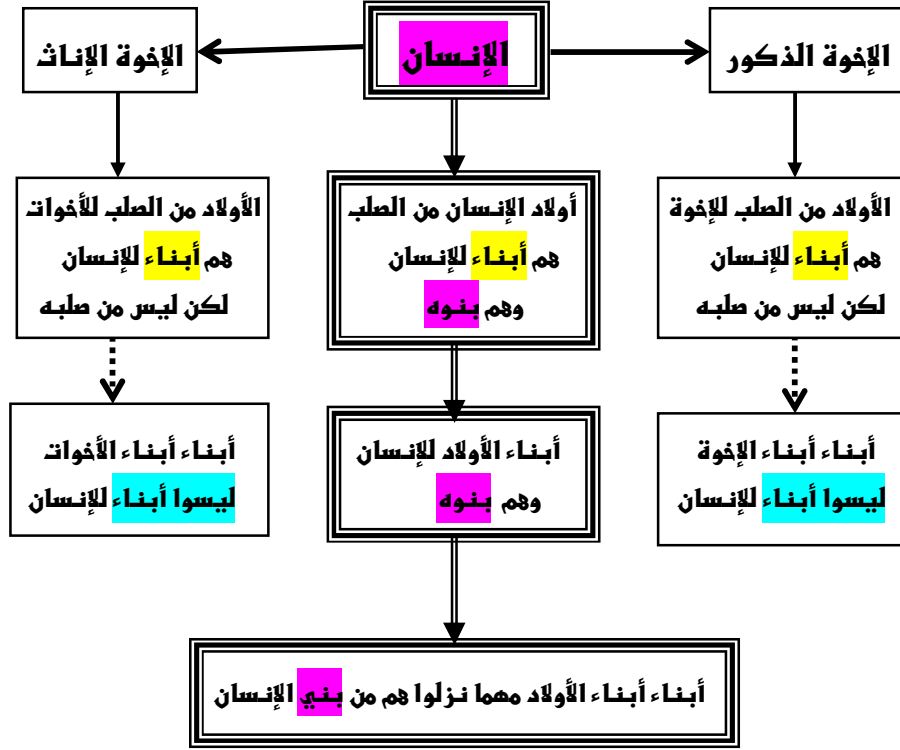 الإخوة الذكور
الإنسان
الإخوة الإناث
الأولاد من الصلب للإخوة
هم أبناء للإنسان
لكن ليس من صلبه
أولاد الإنسان من الصلب
هم أبناء للإنسان
وهم بنوه
الأولاد من الصلب للأخوات
هم أبناء للإنسان
لكن ليس من صلبه
أبناء أبناء الإخوة
ليسوا أبناء للإنسان
أبناء الأولاد للإنسان
وهم بنوه
أبناء أبناء الأخوات
ليسوا أبناء للإنسان
أبناء أبناء الأولاد مهما نزلوا هم من بني الإنسان